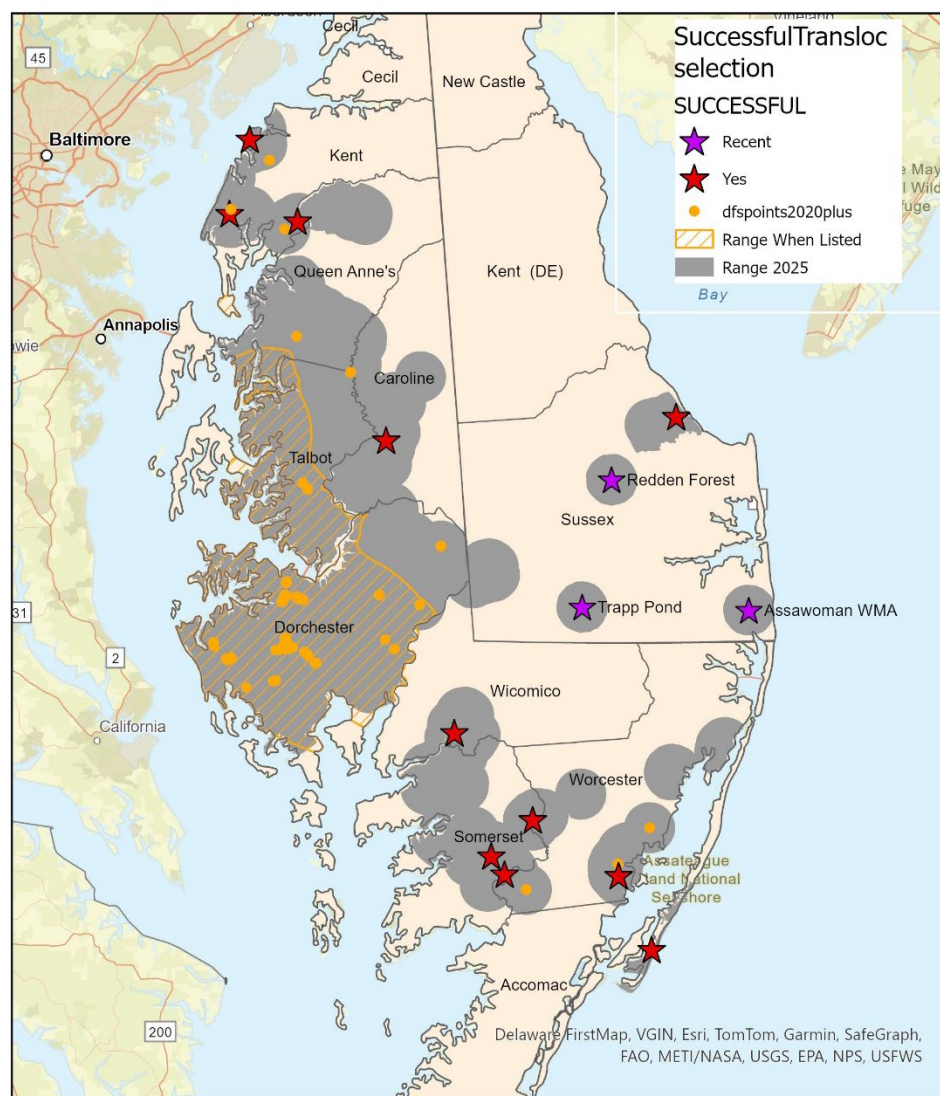 SuccessfulTransloc
selection
SUCCESSFUL
Recent
Yes
dfspoints2020plus
Range When Listed
Range 2025
Cecil
Cecil
New Castle
Vineland
45
Baltimore
Kent
Queen Anne's
Kent (DE)
Bay
Annapolis
Caroline
Talbot
Redden Forest
Sussex
Trapp Pond
Assawoman WMA
31
Dorchester
2
California
Wicomico
Worcester
Somerset
Assateague
and National
shore
Accomac
200
Delaware FirstMap, VGIN, Esri, TomTom, Garmin, SafeGraph,
FAO, METI/NASA, USGS, EPA, NPS, USFWS